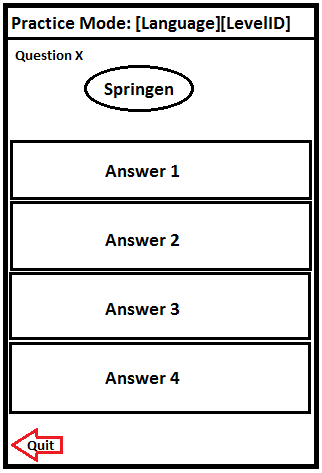 Practice Mode: [Language][LevelID]
Question X
Springen
Answer 1
Answer 2
Answer 3
Answer 4
Quit